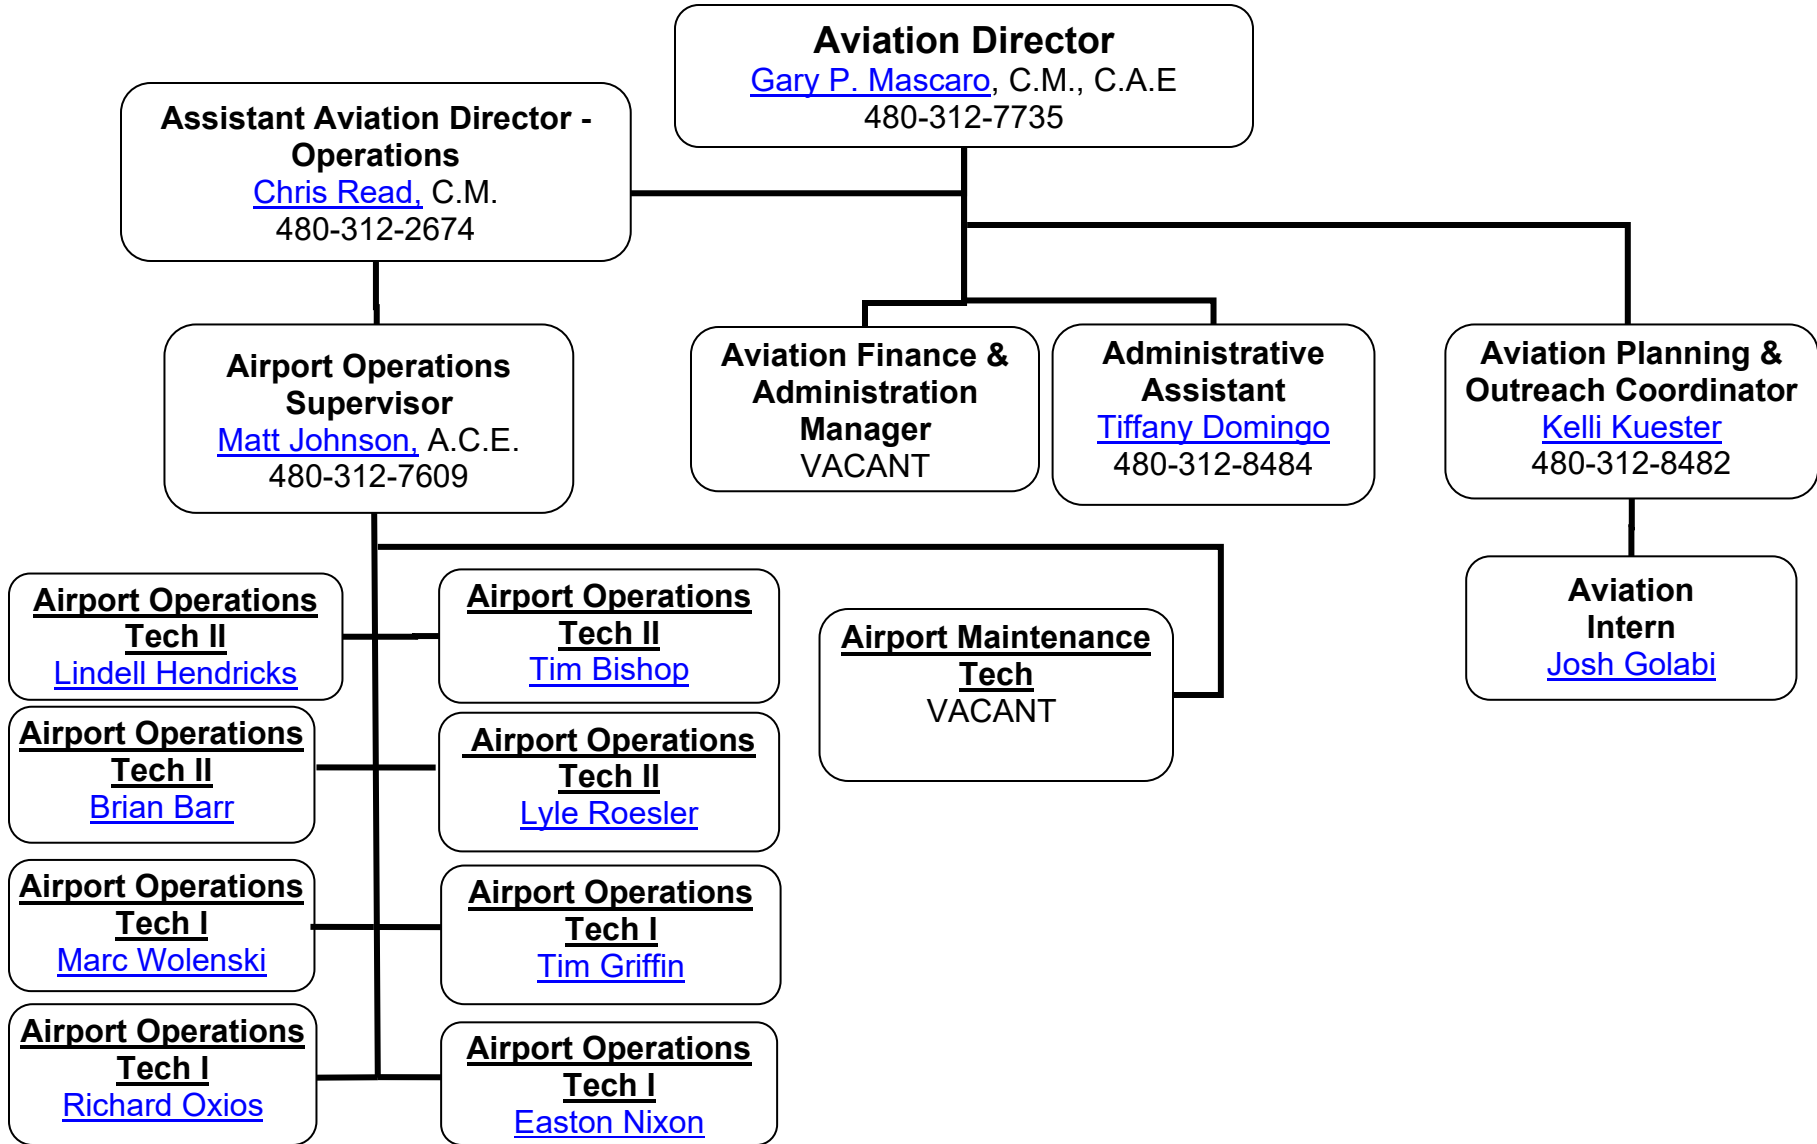 Aviation Director
Gary P. Mascaro, C.M., C.A.E
480-312-7735
Assistant Aviation Director -
Operations
Chris Read, C.M.
480-312-2674
Airport Operations
Supervisor
Matt Johnson, A.C.E.
480-312-7609
Aviation Finance &
Administration
Manager
VACANT
Administrative
Assistant
Tiffany Domingo
480-312-8484
Aviation Planning &
Outreach Coordinator
Kelli Kuester
480-312-8482
Airport Operations
Tech II
Lindell Hendricks
Airport Operations
Tech II
Tim Bishop
Airport Maintenance
Tech
VACANT
Aviation
Intern
Josh Golabi
Airport Operations
Tech II
Brian Barr
Airport Operations
Tech II
Lyle Roesler
Airport Operations
Tech I
Marc Wolenski
Airport Operations
Tech I
Tim Griffin
Airport Operations
Tech I
Richard Oxios
Airport Operations
Tech I
Easton Nixon